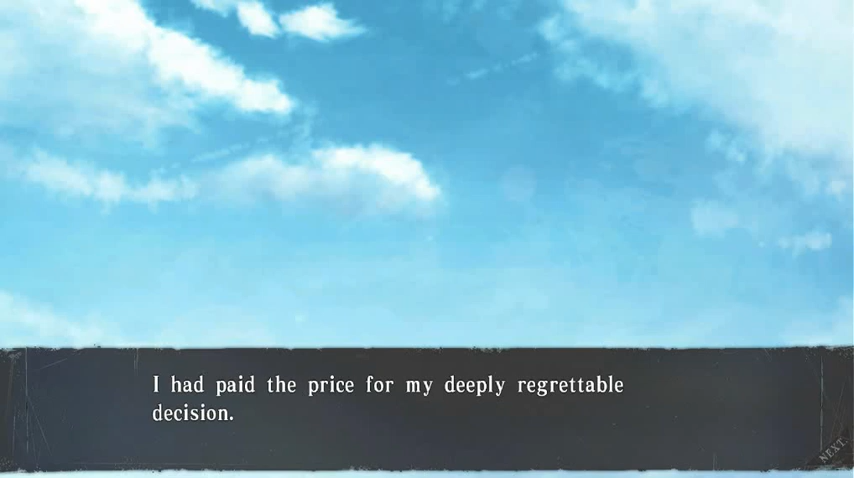 I had paid the price for my deeply regrettable
decision.
NEXT.